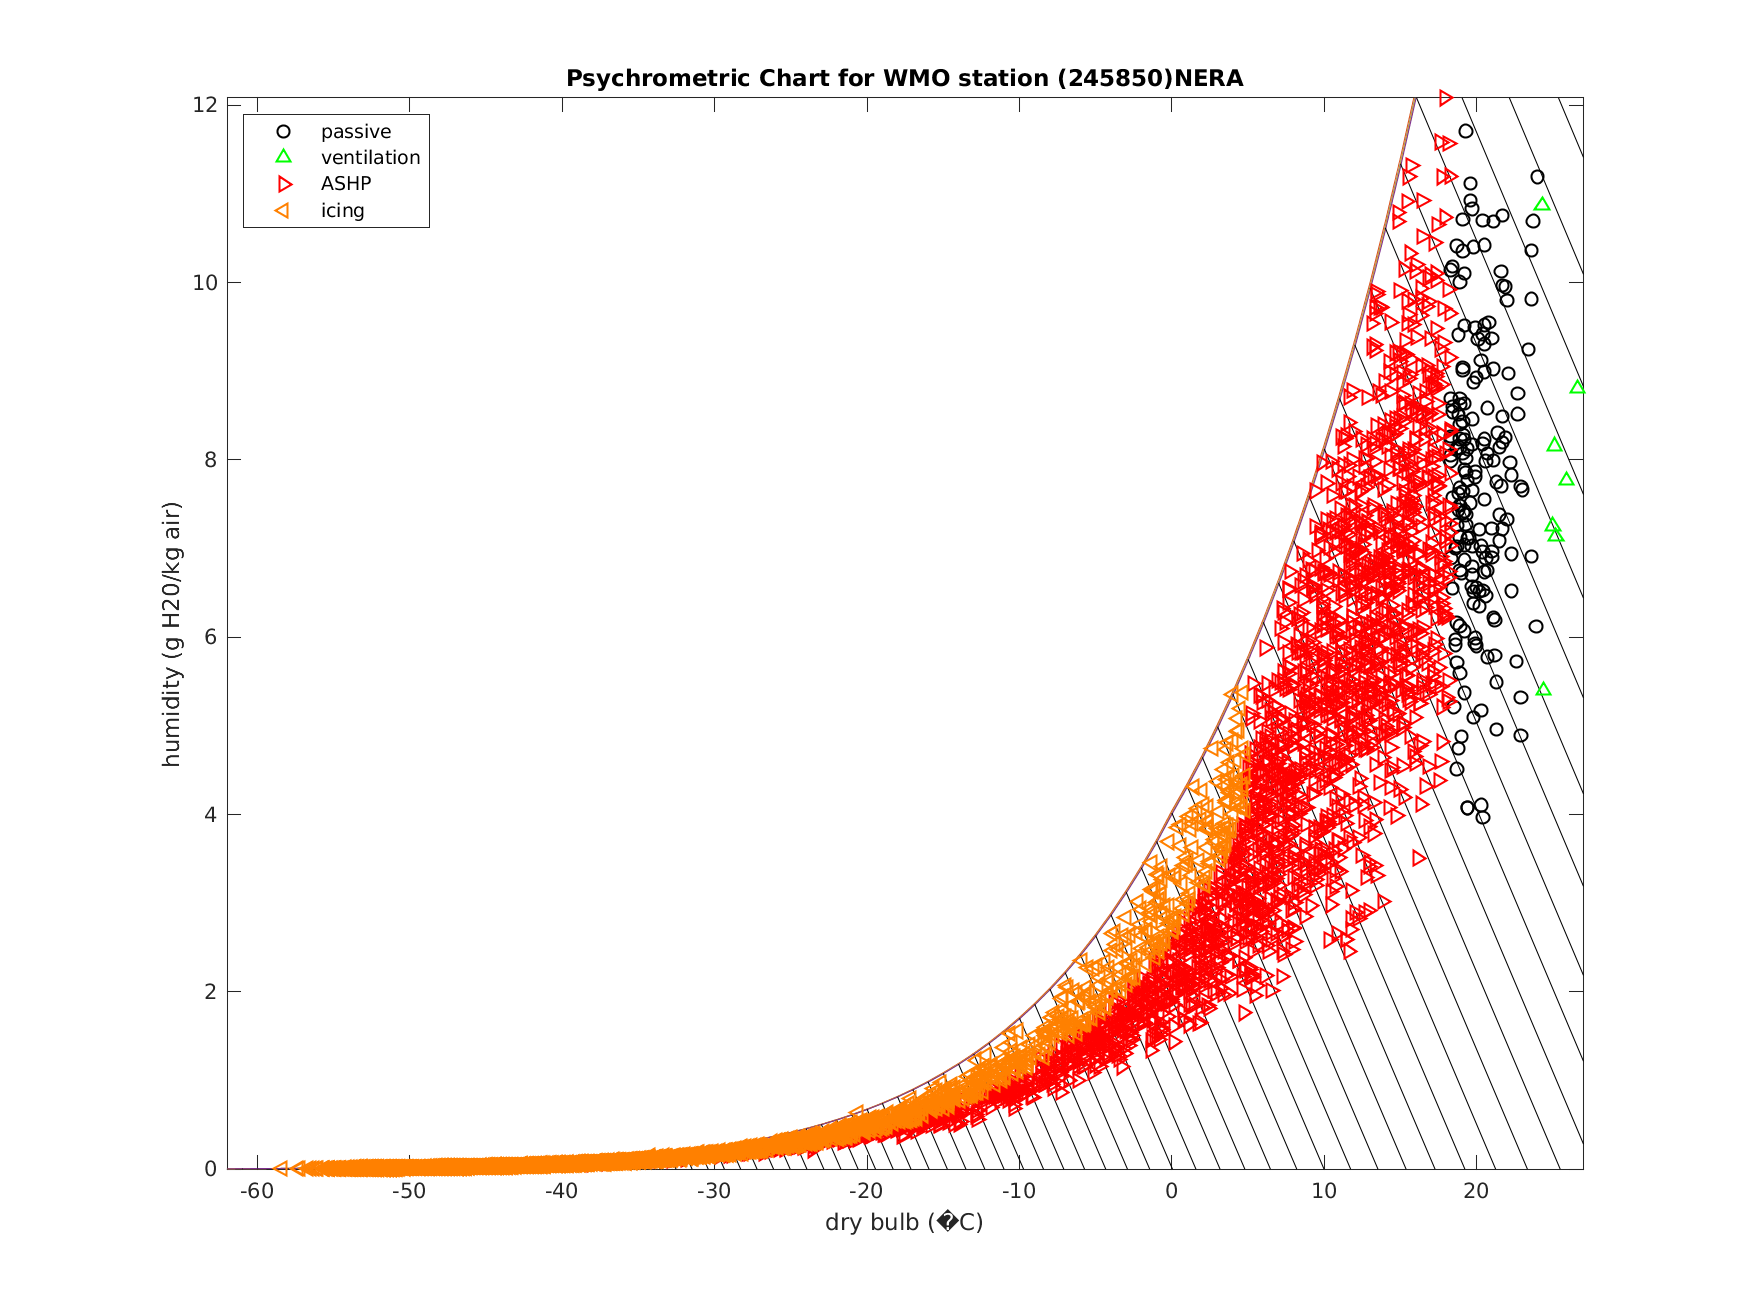 Psychrometric Chart for WMO station (245850)NERA
passive
ventilation
ASHP
icing
humidity (g H20/kg air)
12
10
8
6
4
2
0
-60 -50 -40 -30 -20 -10 0 10 20
dry bulb (�C)